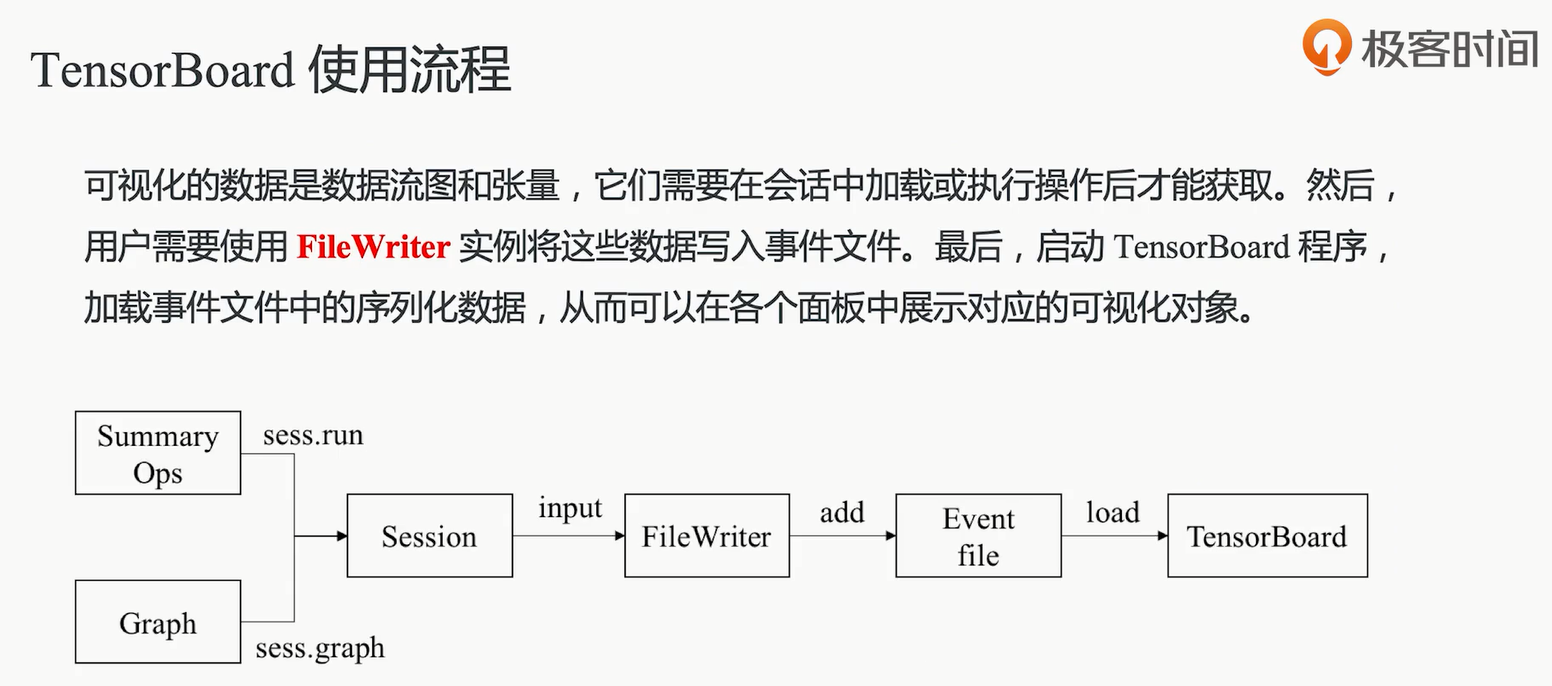 TensorBoard 使用流程
极客时间
可视化的数据是数据流图和张量，它们需要在会话中加载或执行操作后才能获取。然后，
用户需要使用 FileWriter 实例将这些数据写入事件文件。最后，启动 TensorBoard 程序，
加载事件文件中的序列化数据，从而可以在各个面板中展示对应的可视化对象。
Summary
Ops
sess.run
Session
input
FileWriter
add
Event
file
load
TensorBoard
Graph
sess.graph